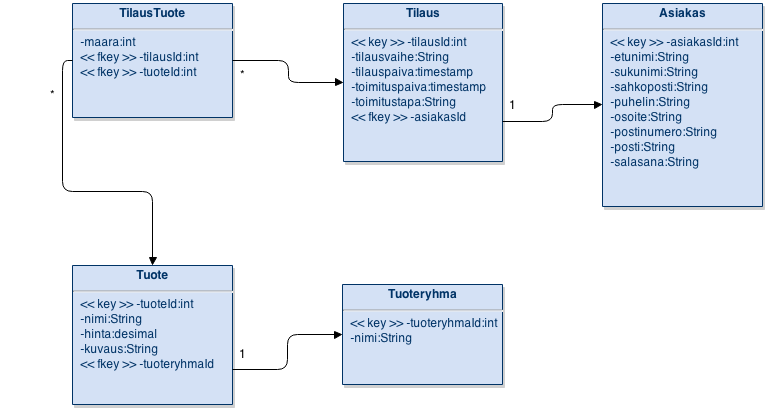 TilausTuote
-maara:int
<< fkey >> -tilausId:int
<< fkey >> -tuoteId:int
*
*
Tilaus
<< key >> -tilausId:int
-tilausvaihe:String
-tilauspaiva:timestamp
-toimituspaiva:timestamp
-toimitustapa:String
<< fkey >> -asiakasId
1
Asiakas
<< key >> -asiakasId:int
-etunimi:String
-sukunimi:String
-sahkoposti:String
-puhelin:String
-osoite:String
-postinumero:String
-posti:String
-salasana:String
Tuote
<< key >> -tuoteId:int
-nimi:String
-hinta:desimal
-kuvaus:String
<< fkey >> -tuoteryhmaId
1
Tuoteryhma
<< key >> -tuoteryhmaId:int
-nimi:String